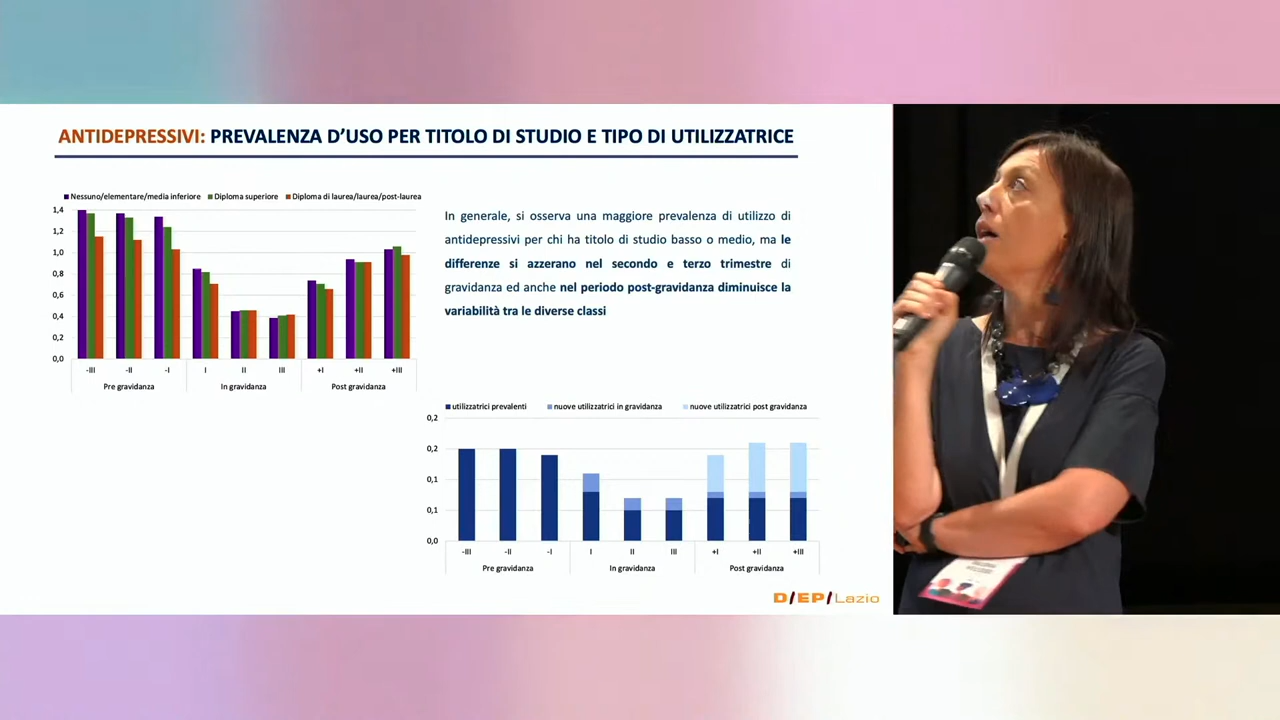 ANTIDEPRESSIVI: PREVALENZA D'USO PER TITOLO DI STUDIO E TIPO DI UTILIZZATRICE
Nessuno/elementare/media inferiore Diploma superiore Diploma di laurea/laurea/post-laurea
1,4
1,2
1,0
0,8
0,6
0,4
0,2
0,0
-III -II -I I II III +I +II +III
Pre gravidanza In gravidanza Post gravidanza
In generale, si osserva una maggiore prevalenza di utilizzo di
antidepressivi per chi ha titolo di studio basso o medio, ma le
differenze si azzerano nel secondo e terzo trimestre di
gravidanza ed anche nel periodo post-gravidanza diminuisce la
variabilità tra le diverse classi
utilizzatrici prevalenti nuove utilizzatrici in gravidanza nuove utilizzatrici post gravidanza
0,2
0,2
0,1
0,1
0,0
-III -II -I I II III +I +II +III
Pre gravidanza In gravidanza Post gravidanza
D/EP/Lazio